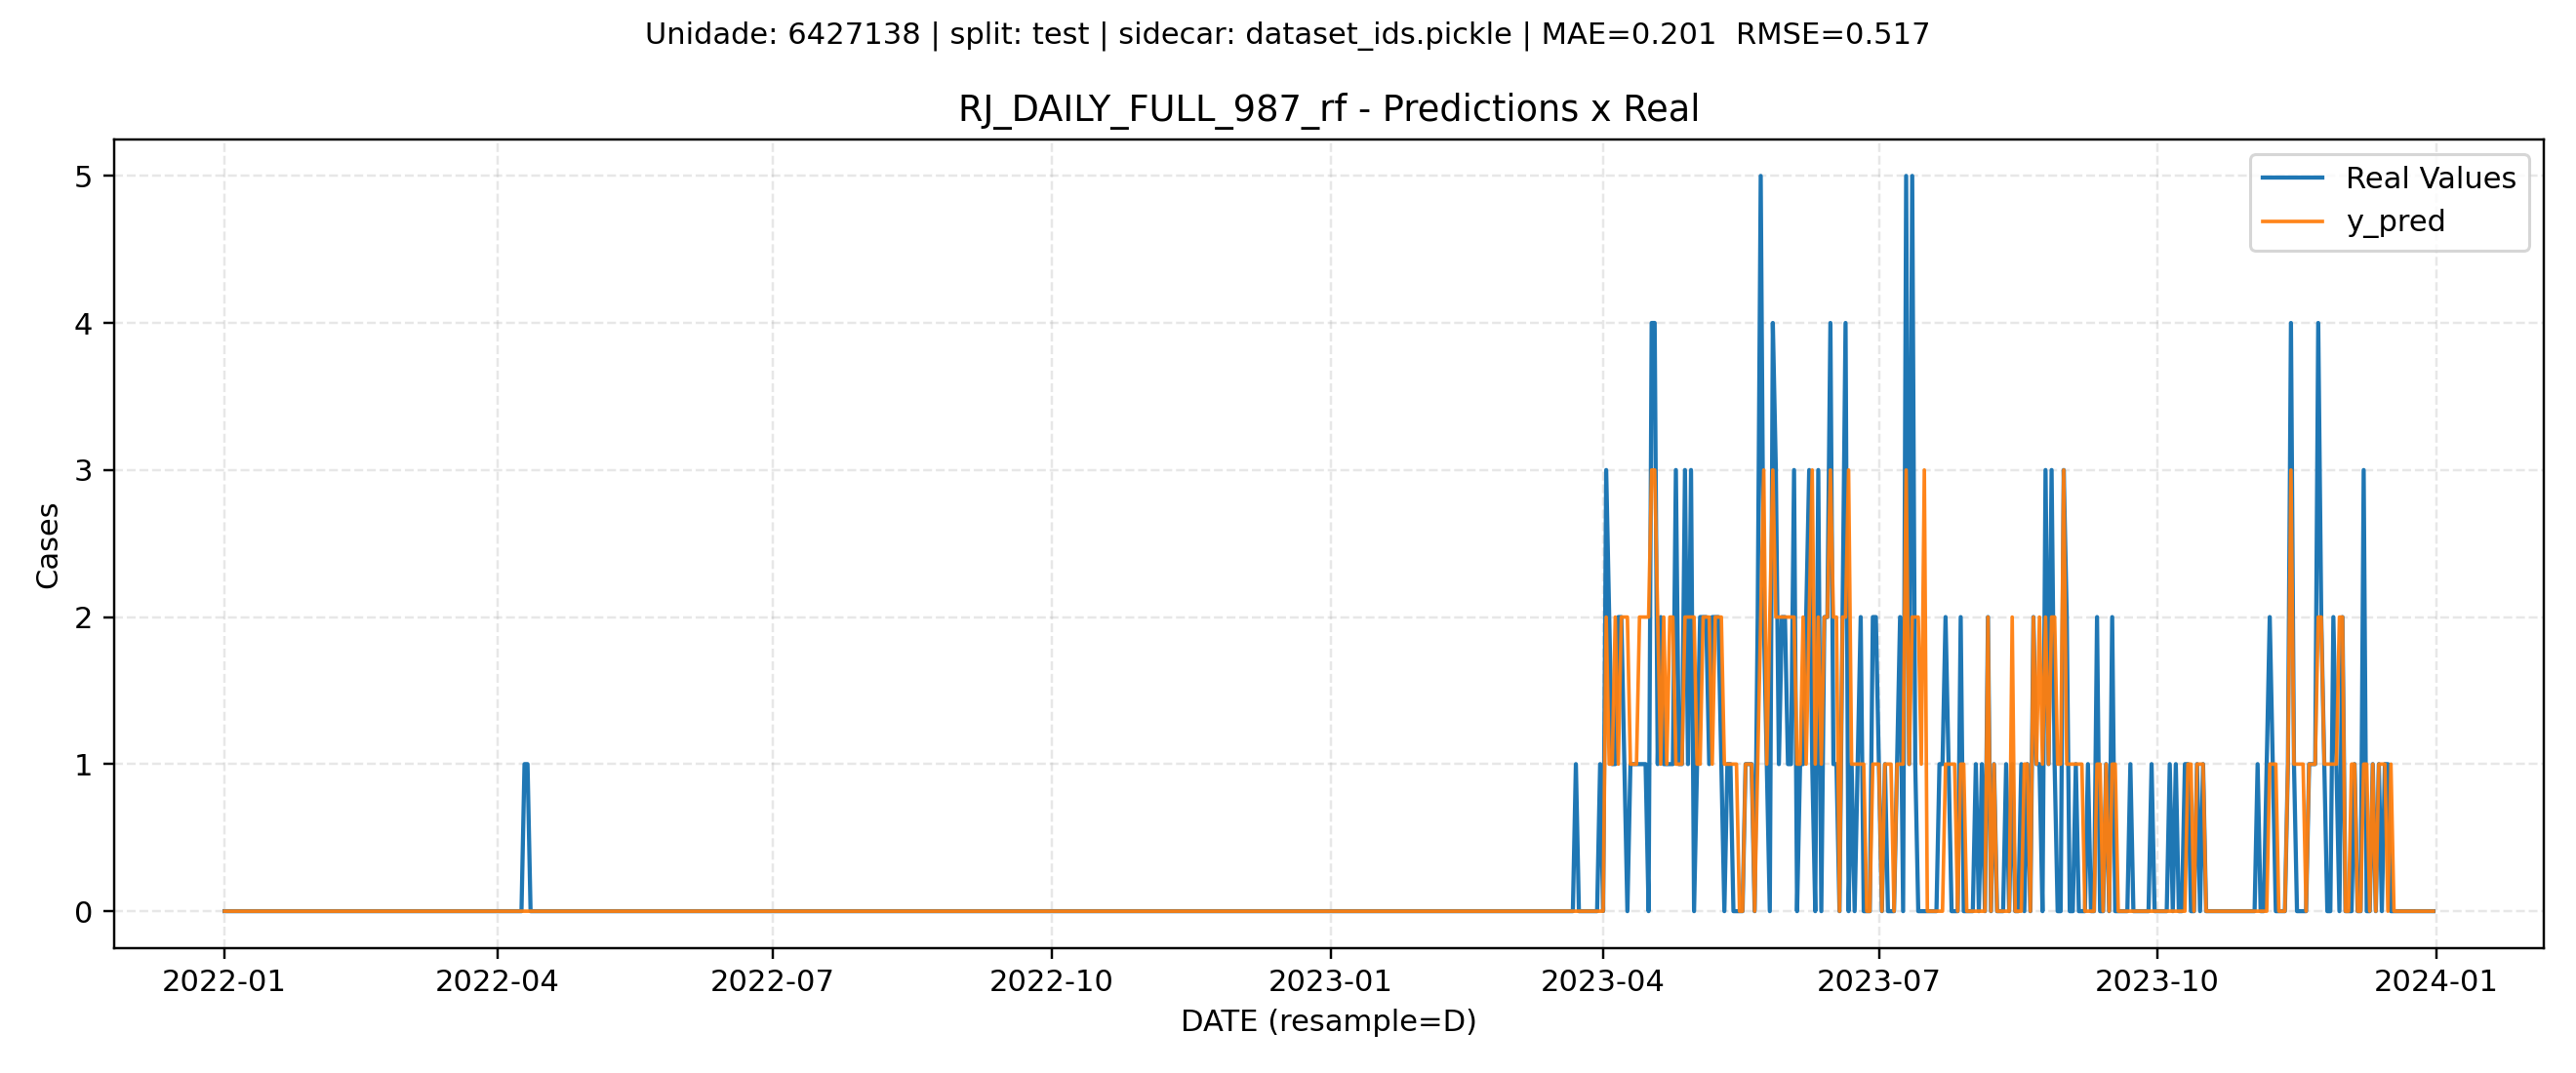 Unidade: 6427138 | split: test | sidecar: dataset_ids.pickle | MAE=0.201  RMSE=0.517
RJ_DAILY_FULL_987_rf - Predictions x Real
Real Values
y_pred
Cases
5
4
3
2
1
0
2022-01 2022-04 2022-07 2022-10 2023-01 2023-04 2023-07 2023-10 2024-01
DATE (resample=D)